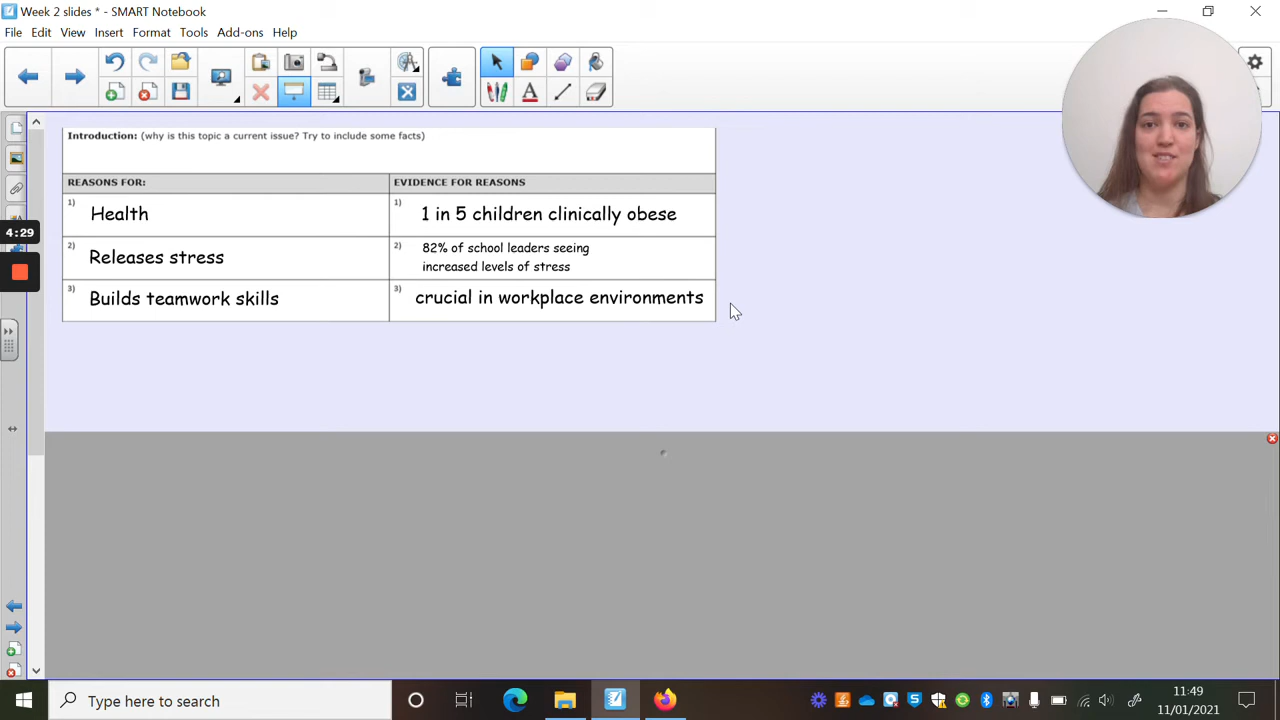 Week 2 slides * - SMART Notebook
File Edit View Insert Format Tools Add-ons Help
Introduction: (why is this topic a current issue? Try to include some facts)
REASONS FOR: EVIDENCE FOR REASONS
1) Health 1) 1 in 5 children clinically obese
2) Releases stress 2) 82% of school leaders seeing
increased levels of stress
3) Builds teamwork skills 3) crucial in workplace environments
4:29
Type here to search
11:49
11/01/2021